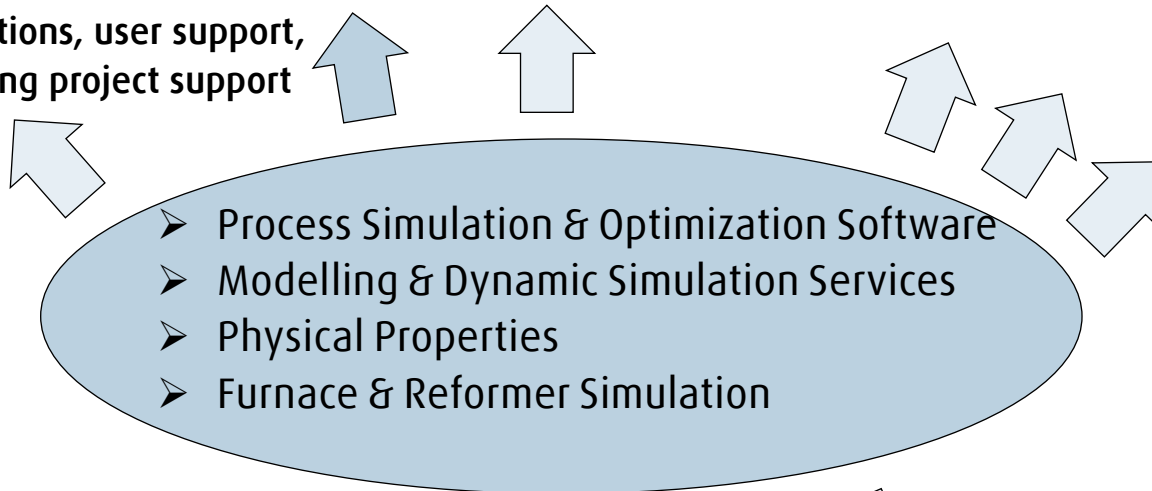 tions, user support,
ng project support
➢ Process Simulation & Optimization Software
➢ Modelling & Dynamic Simulation Services
➢ Physical Properties
➢ Furnace & Reformer Simulation